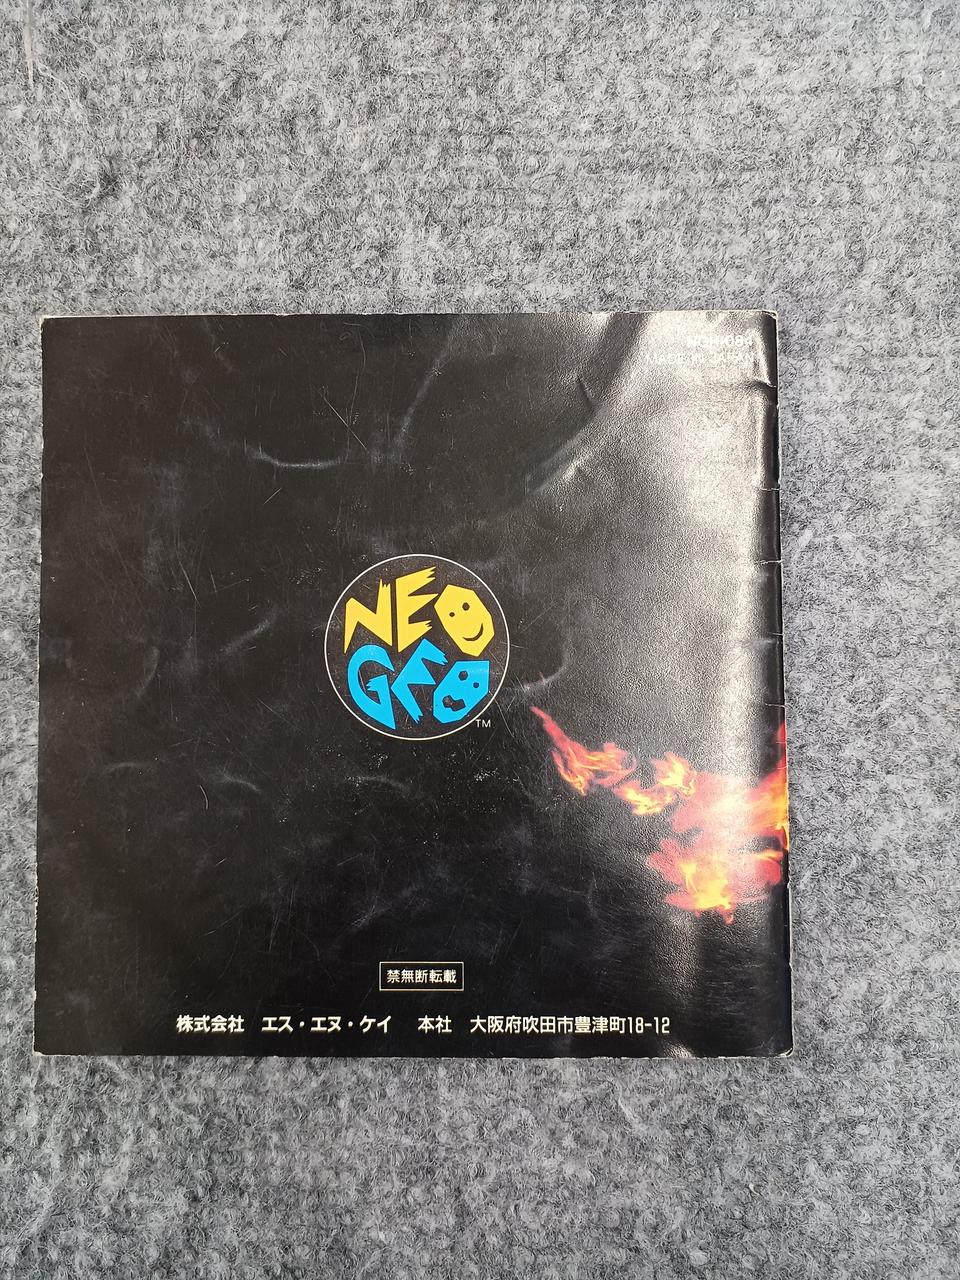 NGH-084
MADE IN JAPAN
NEO
GEO
TM
禁無断転載
株式会社 エス・エヌ・ケイ 本社 大阪府吹田市豊津町18-12